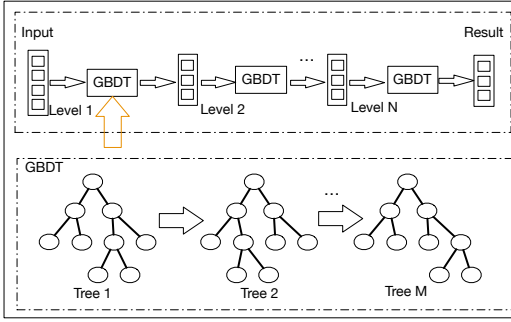 Input
Result
...
GBDT
GBDT
GBDT
Level 1
Level 2
Level N
GBDT
...
Tree 1
Tree 2
Tree M